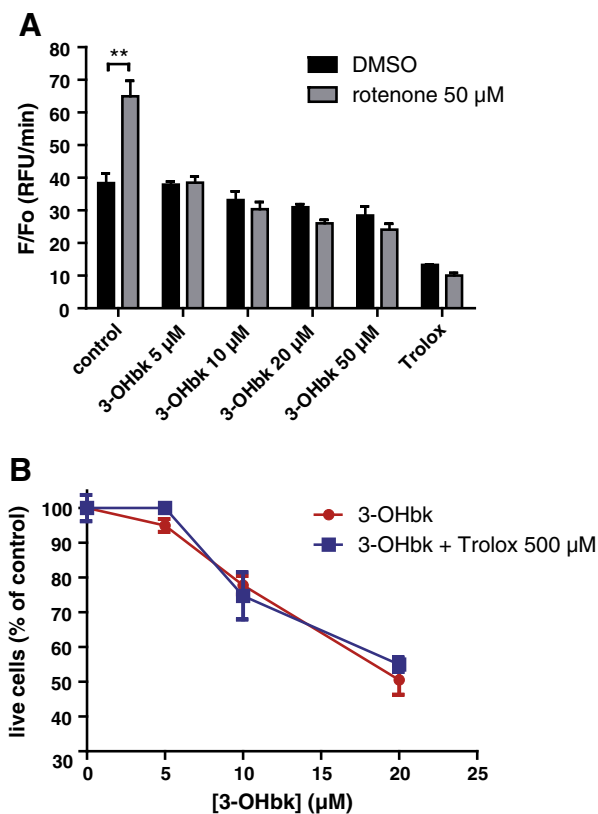 A
80
70
60
50
40
30
20
10
0
F/Fo (RFU/min)
**
DMSO
rotenone 50 µM
control
3-OHbk 5 µM
3-OHbk 10 µM
3-OHbk 20 µM
3-OHbk 50 µM
Trolox
B
100
90
80
70
60
50
40
30
live cells (% of control)
3-OHbk
3-OHbk + Trolox 500 µM
0
5
10
15
20
25
[3-OHbk] (µM)